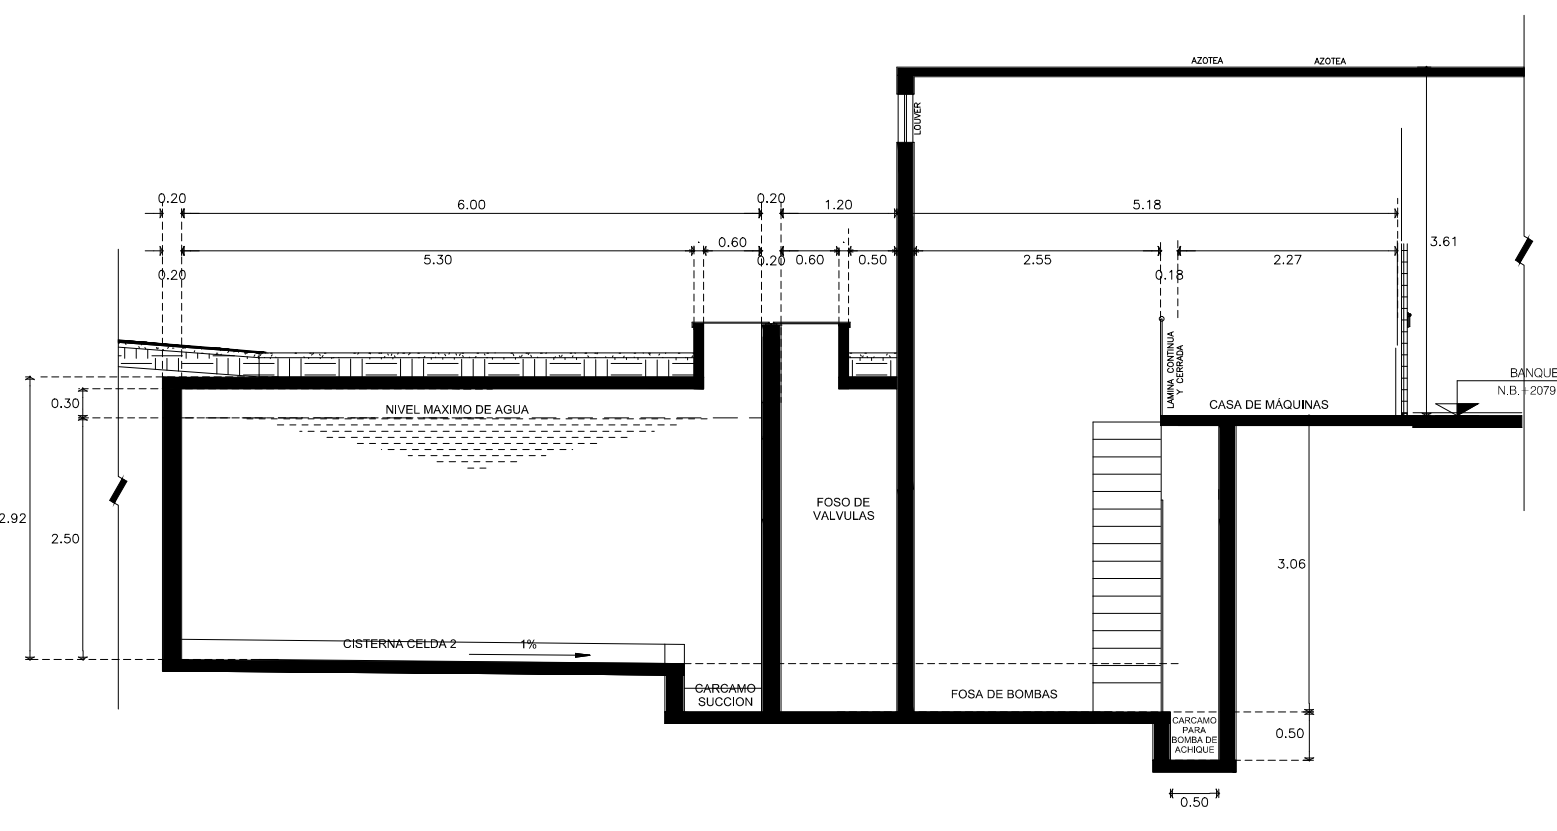 AZOTEA
AZOTEA
LOUVER
0.20
6.00
0.20
1.20
5.18
3.61
0.60
0.20
5.30
0.20
0.60
0.50
2.55
0.18
2.27
LAMINA CONTINUA
Y CERRADA
BANQUE
N.B.+2079
0.30
NIVEL MAXIMO DE AGUA
CASA DE MÁQUINAS
FOSO DE
VALVULAS
2.92
2.50
3.06
CISTERNA CELDA 2
1%
CARCAMO
SUCCION
FOSA DE BOMBAS
CARCAMO
PARA
BOMBA DE
ACHIQUE
0.50
0.50